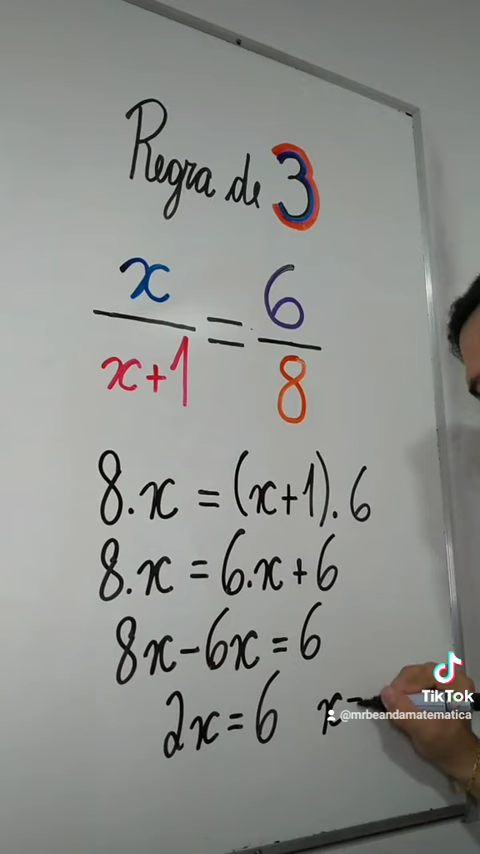 Regra de 3
x/x+1 = 6/8
8.x = (x+1).6
8.x = 6.x+6
8x-6x = 6
2x = 6 x=
TikTok
@mrbeandamatematica